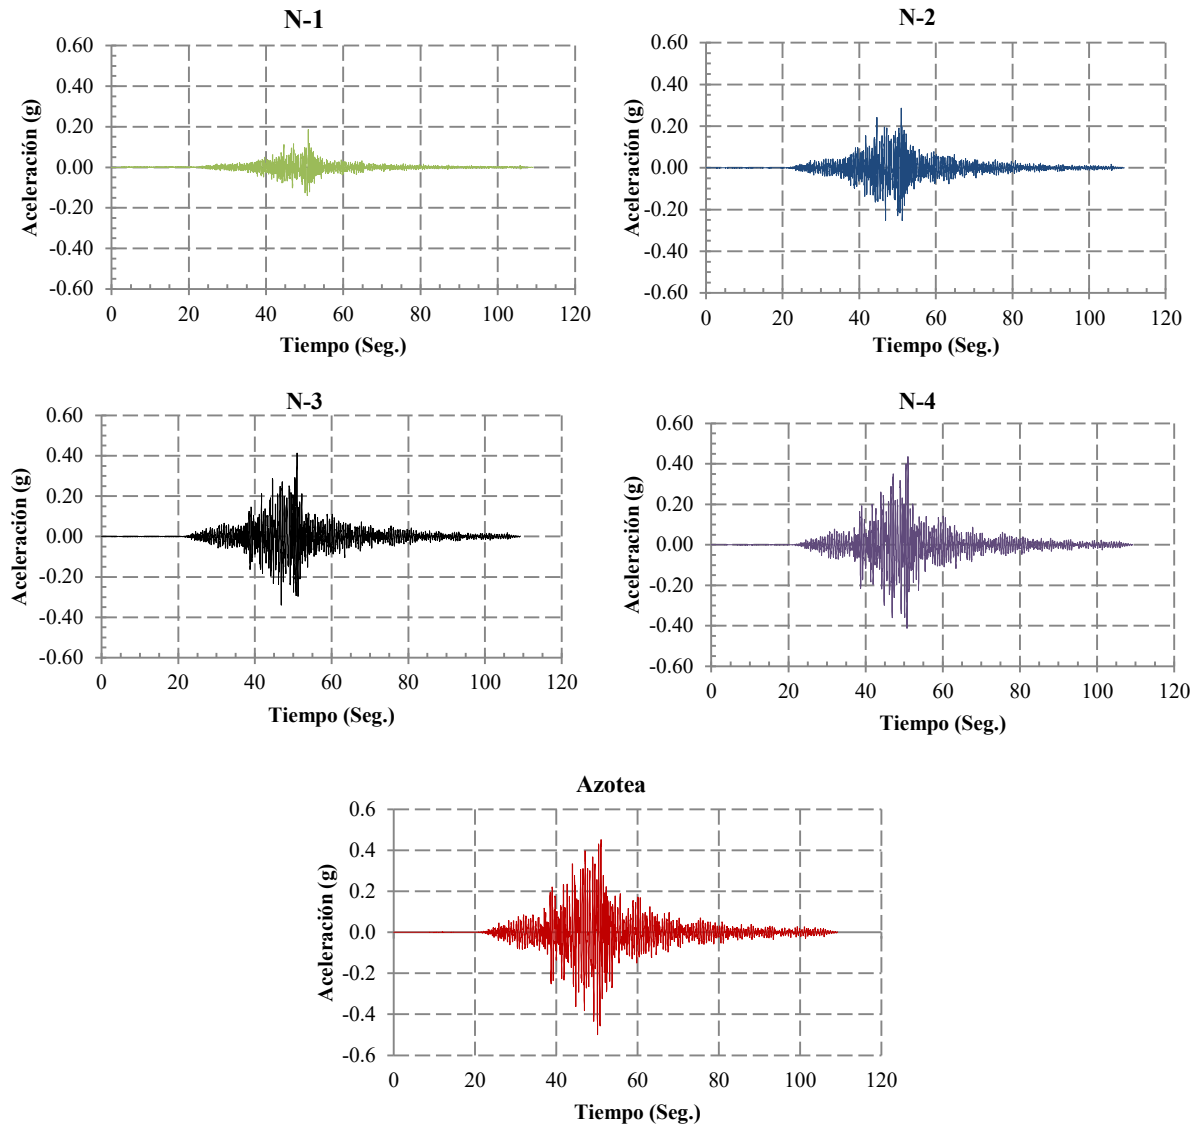 N-1
0.60
0.40
0.20
0.00
-0.20
-0.40
-0.60
Aceleración (g)
0 20 40 60 80 100 120
Tiempo (Seg.)
N-2
0.60
0.40
0.20
0.00
-0.20
-0.40
-0.60
Aceleración (g)
0 20 40 60 80 100 120
Tiempo (Seg.)
N-3
0.60
0.40
0.20
0.00
-0.20
-0.40
-0.60
Aceleración (g)
0 20 40 60 80 100 120
Tiempo (Seg.)
N-4
0.60
0.40
0.20
0.00
-0.20
-0.40
-0.60
Aceleración (g)
0 20 40 60 80 100 120
Tiempo (Seg.)
Azotea
0.6
0.4
0.2
0.0
-0.2
-0.4
-0.6
Aceleración (g)
0 20 40 60 80 100 120
Tiempo (Seg.)